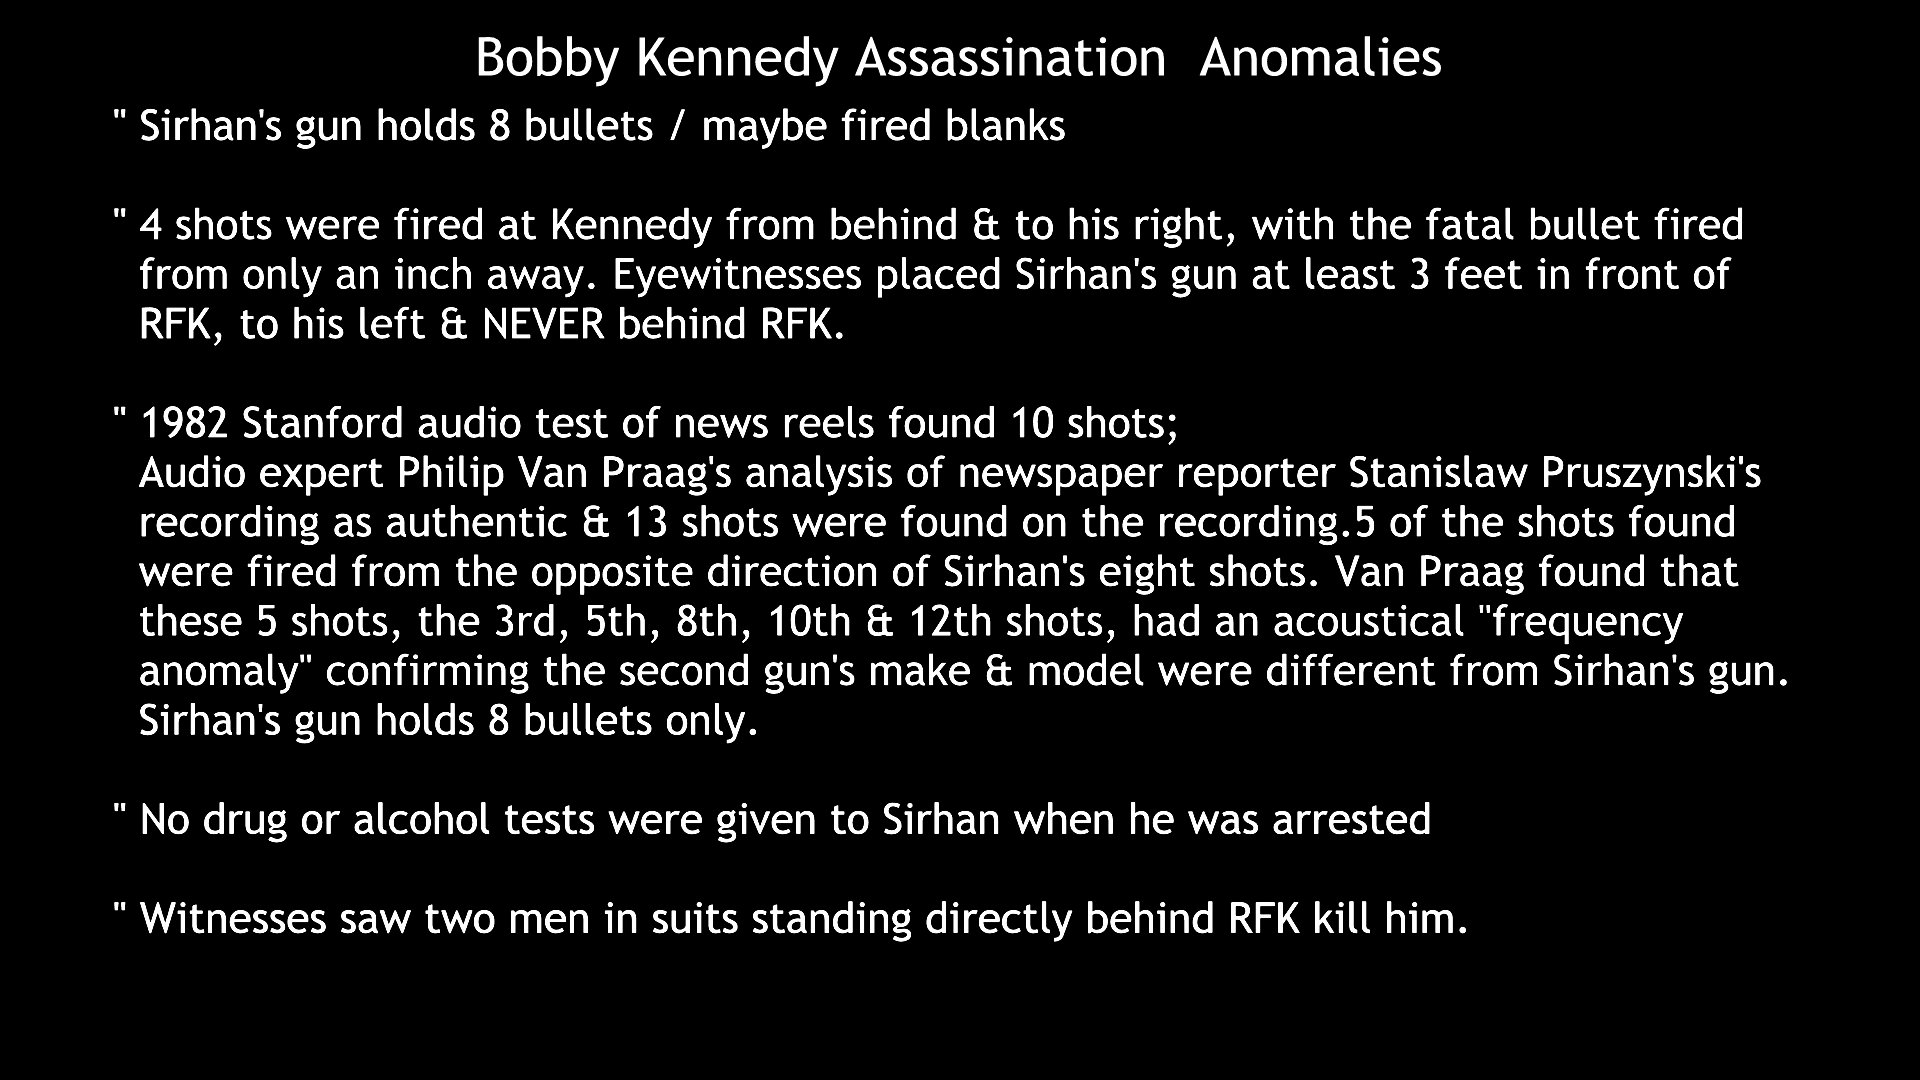 Bobby Kennedy Assassination  Anomalies
" Sirhan's gun holds 8 bullets / maybe fired blanks
" 4 shots were fired at Kennedy from behind & to his right, with the fatal bullet fired
from only an inch away. Eyewitnesses placed Sirhan's gun at least 3 feet in front of
RFK, to his left & NEVER behind RFK.
" 1982 Stanford audio test of news reels found 10 shots;
Audio expert Philip Van Praag's analysis of newspaper reporter Stanislaw Pruszynski's
recording as authentic & 13 shots were found on the recording.5 of the shots found
were fired from the opposite direction of Sirhan's eight shots. Van Praag found that
these 5 shots, the 3rd, 5th, 8th, 10th & 12th shots, had an acoustical "frequency
anomaly" confirming the second gun's make & model were different from Sirhan's gun.
Sirhan's gun holds 8 bullets only.
" No drug or alcohol tests were given to Sirhan when he was arrested
" Witnesses saw two men in suits standing directly behind RFK kill him.